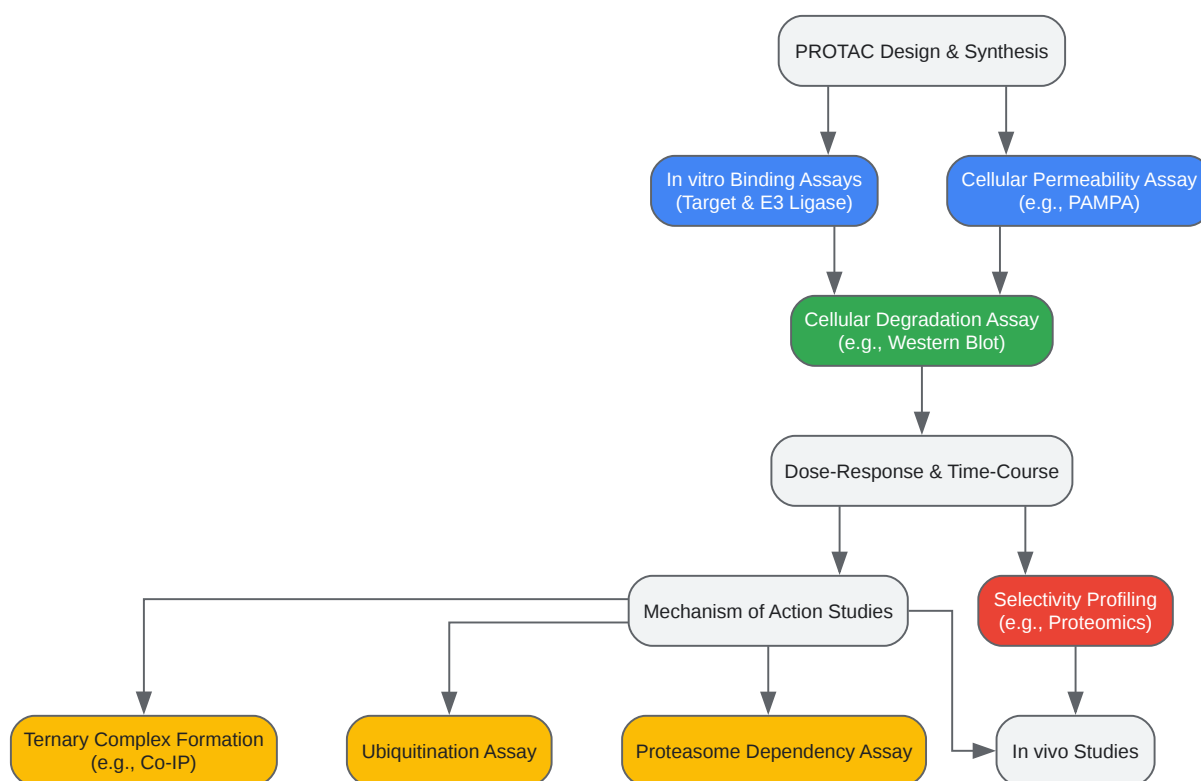 PROTAC Design & Synthesis
In vitro Binding Assays
(Target & E3 Ligase)
Cellular Permeability Assay
(e.g., PAMPA)
Cellular Degradation Assay
(e.g., Western Blot)
Dose-Response & Time-Course
Mechanism of Action Studies
Selectivity Profiling
(e.g., Proteomics)
Ternary Complex Formation
(e.g., Co-IP)
Ubiquitination Assay
Proteasome Dependency Assay
In vivo Studies